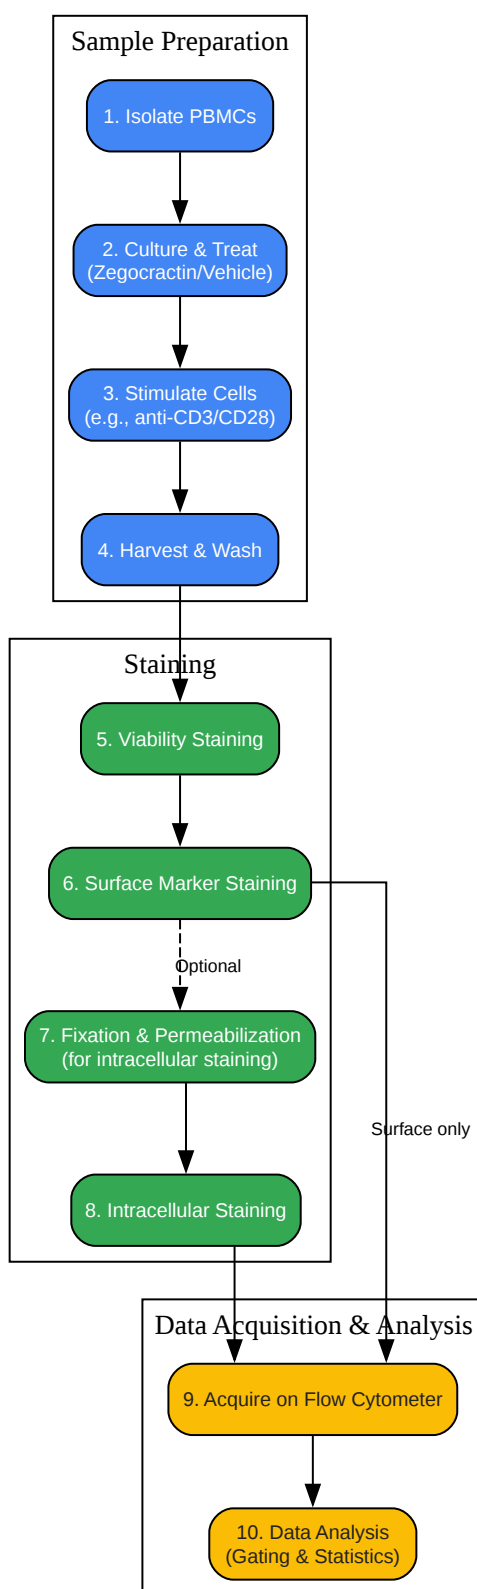 Sample Preparation
1. Isolate PBMCs
2. Culture & Treat
(Zegocractin/Vehicle)
3. Stimulate Cells
(e.g., anti-CD3/CD28)
4. Harvest & Wash
Staining
5. Viability Staining
6. Surface Marker Staining
Optional
7. Fixation & Permeabilization
(for intracellular staining)
Surface only
8. Intracellular Staining
Data Acquisition & Analysis
9. Acquire on Flow Cytometer
10. Data Analysis
(Gating & Statistics)